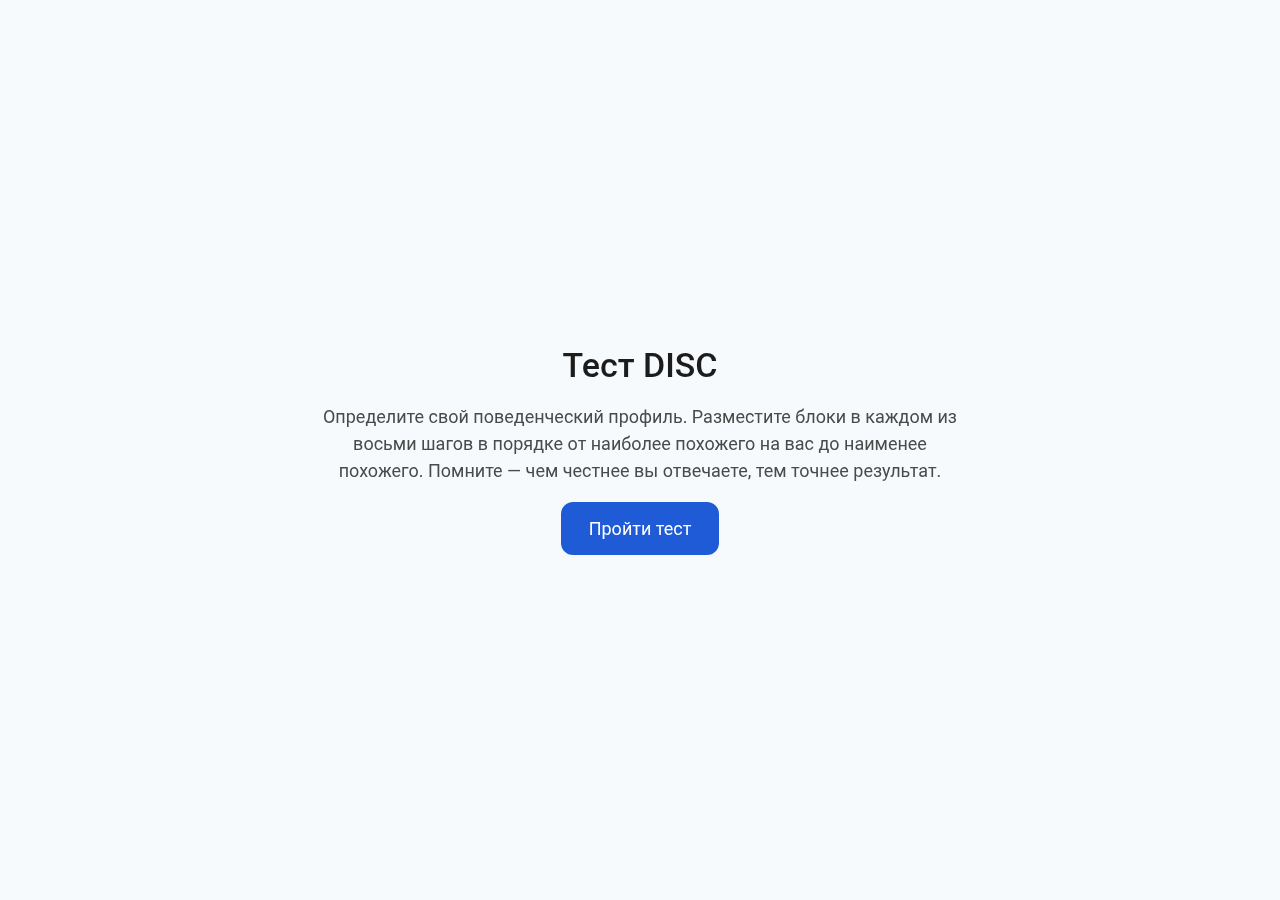 Тест DISC
Определите свой поведенческий профиль. Разместите блоки в каждом из
восьми шагов в порядке от наиболее похожего на вас до наименее
похожего. Помните — чем честнее вы отвечаете, тем точнее результат.
Пройти тест